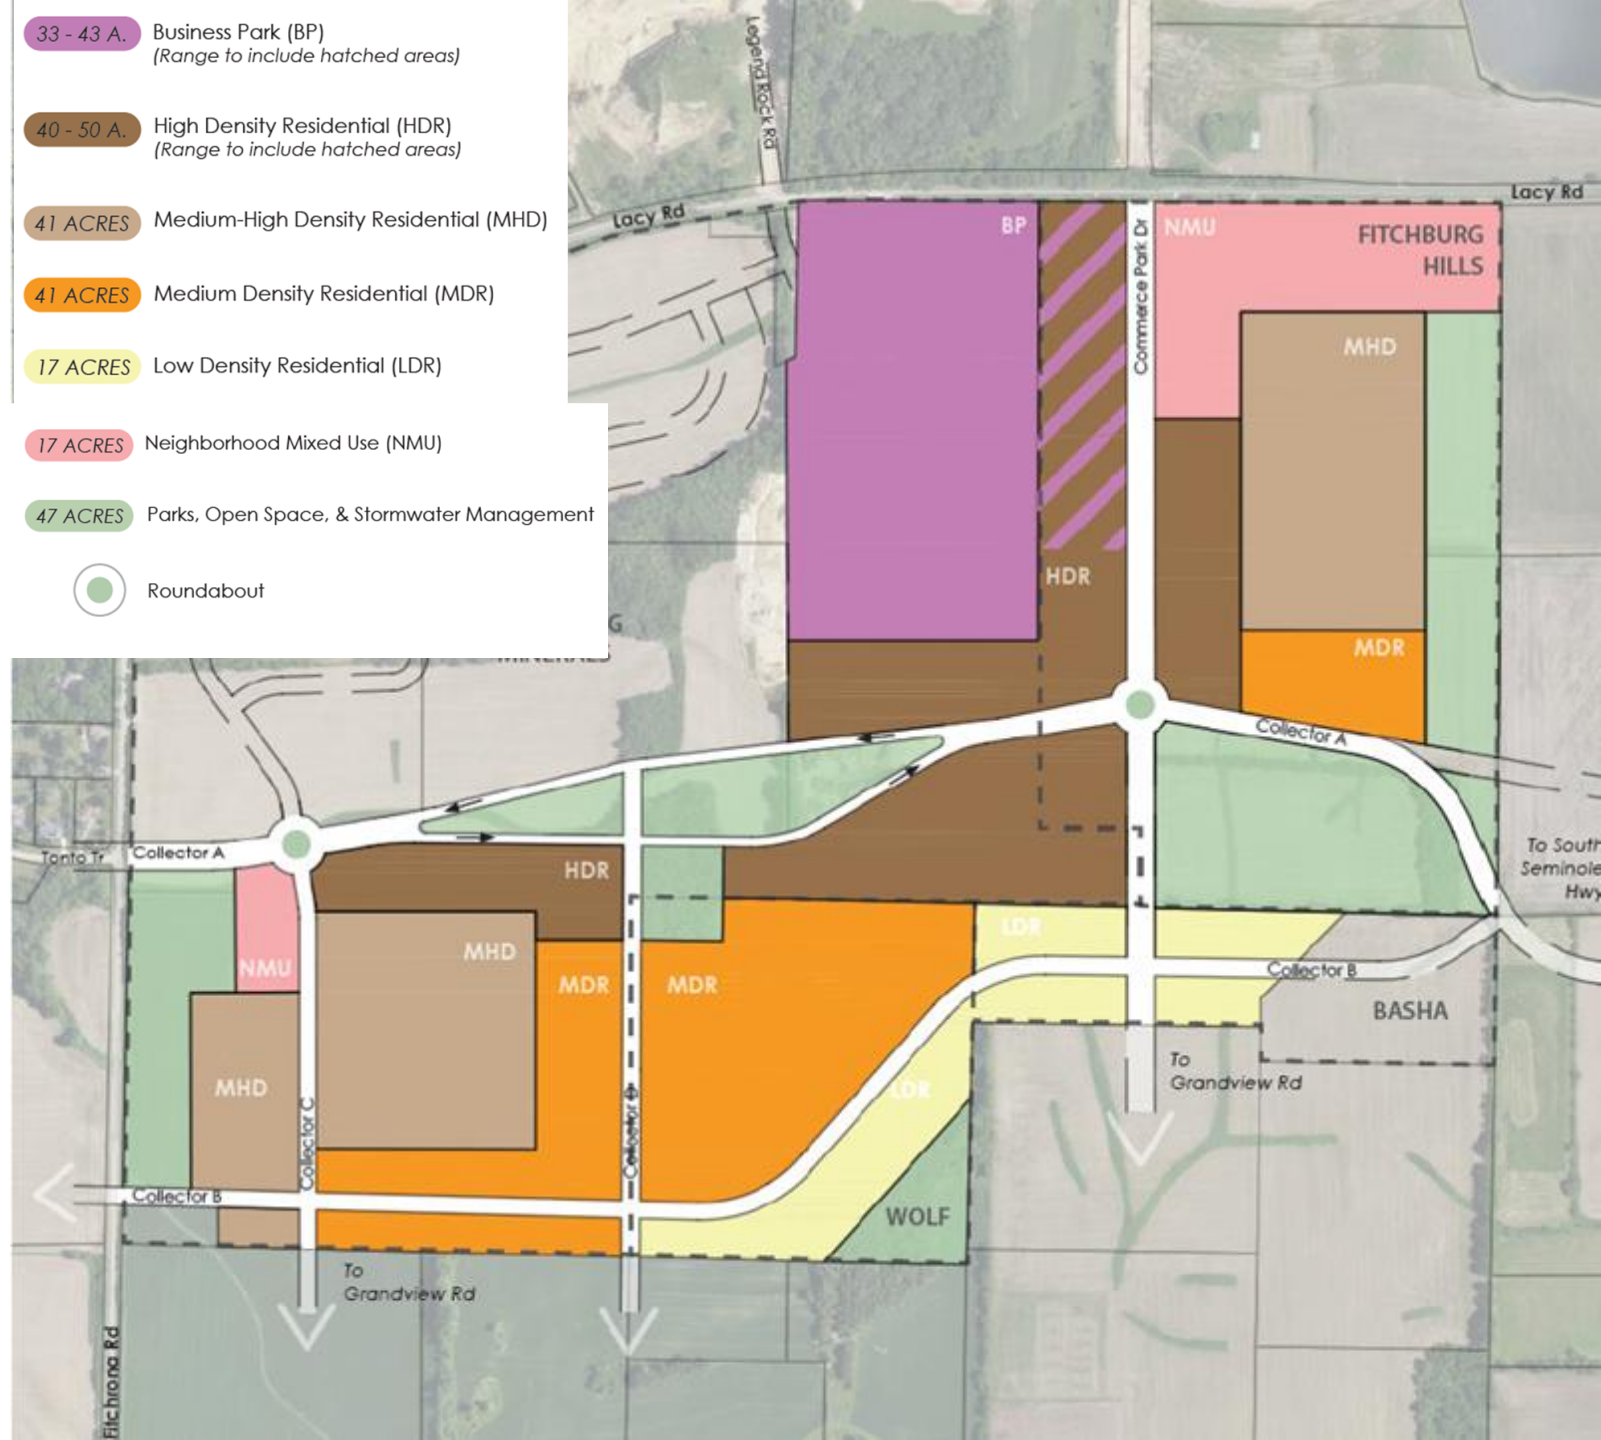 33 - 43 A. Business Park (BP)
(Range to include hatched areas)
40 - 50 A. High Density Residential (HDR)
(Range to include hatched areas)
41 ACRES Medium-High Density Residential (MHD)
41 ACRES Medium Density Residential (MDR)
17 ACRES Low Density Residential (LDR)
17 ACRES Neighborhood Mixed Use (NMU)
47 ACRES Parks, Open Space, & Stormwater Management
Roundabout
Legend Rock Rd
Lacy Rd
Lacy Rd
BP
Commerce Park Dr
NMU
FITCHBURG
HILLS
MHD
HDR
MDR
G
MINERALS
Collector A
Tonto Tr
Collector A
To South
Seminole
Hwy
HDR
NMU
MHD
MDR
MDR
LDR
Collector B
BASHA
To
Grandview Rd
MHD
LDR
Collector C
Collector B
WOLF
To
Grandview Rd
Fitchrona Rd